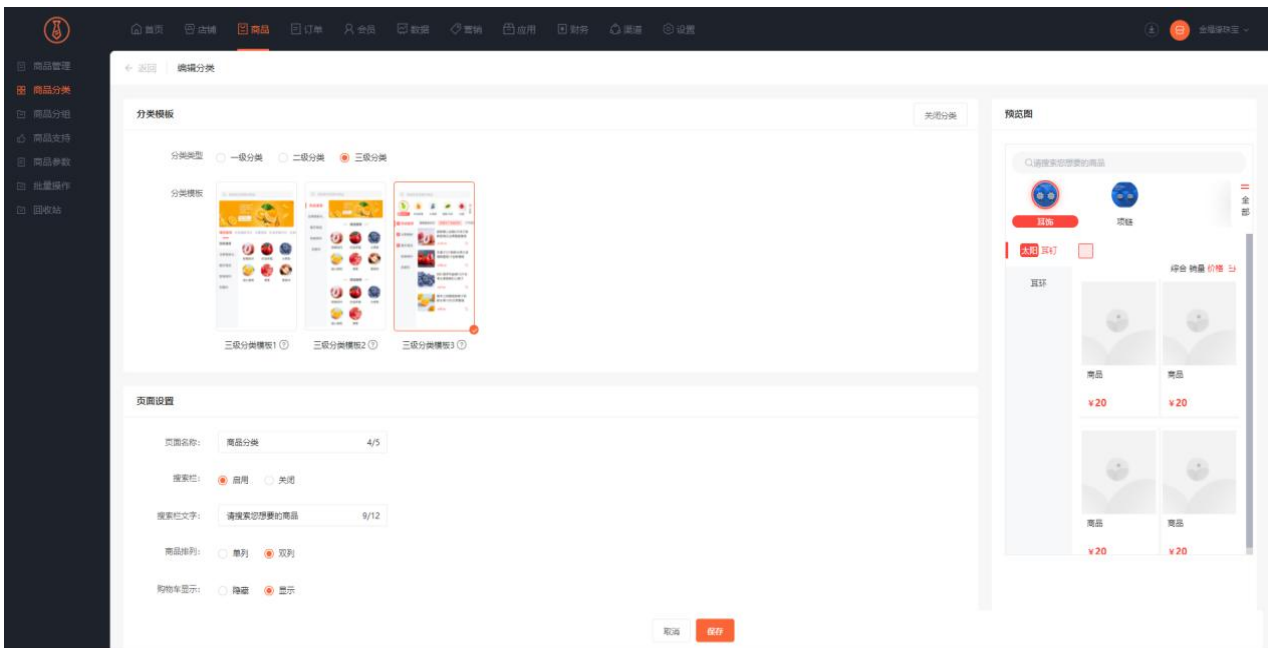 首页 店铺 商品 订单 会员 数据 营销 应用 财务 渠道 设置
商品管理
商品分类
商品分组
商品支持
商品参数
批量操作
回收站
返回 编辑分类
分类模板 关闭分类
分类类型 一级分类 二级分类 三级分类
分类模板
三级分类模板1
三级分类模板2
三级分类模板3
页面设置
页面名称: 商品分类 4/5
搜索栏: 启用 关闭
搜索栏文字: 请搜索您想要的商品 9/12
商品排列: 单列 双列
购物车显示: 隐藏 显示
取消 保存
预览图
请搜索您想要的商品
耳饰 项链
全部
太阳 耳钉
耳环
综合 销量 价格
商品 商品
¥20 ¥20
商品 商品
¥20 ¥20